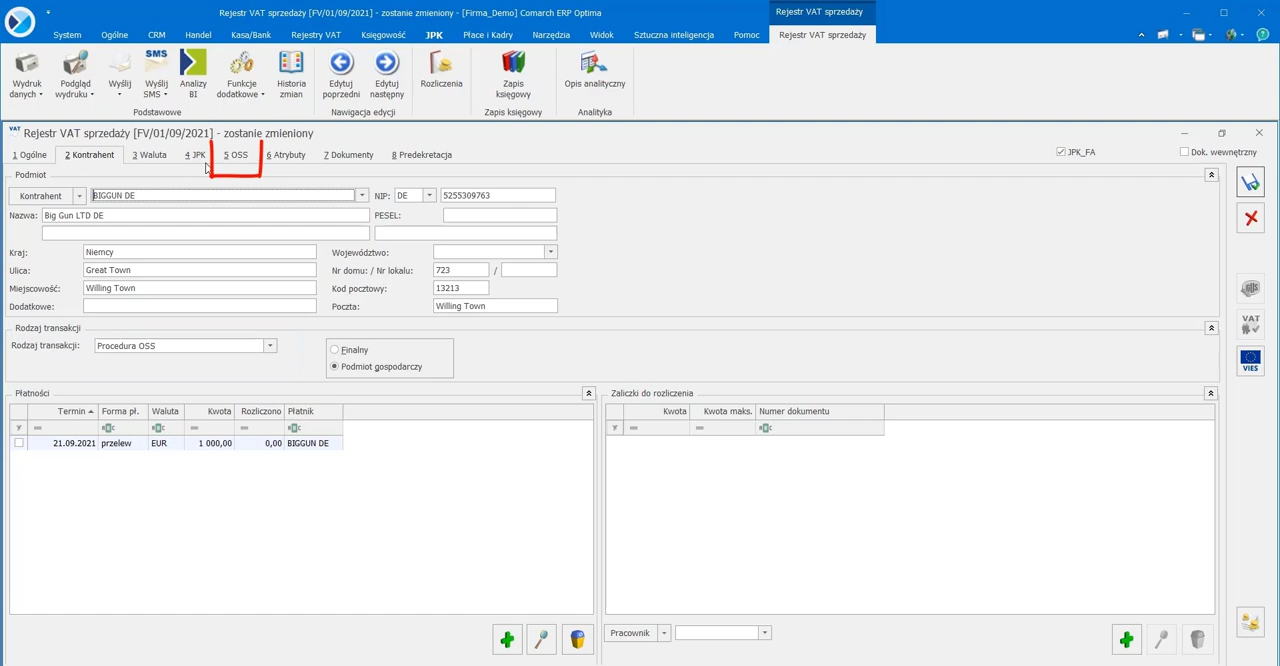 Rejestr VAT sprzedaży [FV/01/09/2021] - zostanie zmieniony - [Firma_Demo] Comarch ERP Optima
Rejestr VAT sprzedaży
System Ogólne CRM Handel Kasa/Bank Rejestry VAT Księgowość JPK Płace i Kadry Narzędzia Widok Sztuczna inteligencja Pomoc Rejestr VAT sprzedaży
SMS
Wydruk danych
Podgląd wydruku
Wyślij
Wyślij SMS
Analizy BI
Funkcje dodatkowe
Historia zmian
Edytuj poprzedni
Edytuj następny
Rozliczenia
Zapis księgowy
Opis analityczny
Podstawowe Nawigacja edycji Zapis księgowy Analityka
VAT Rejestr VAT sprzedaży [FV/01/09/2021] - zostanie zmieniony
1 Ogólne 2 Kontrahent 3 Waluta 4 JPK 5 OSS 6 Atrybuty 7 Dokumenty 8 Predekretacja JPK_FA Dok. wewnętrzny
Podmiot
Kontrahent BIGGUN DE NIP: DE 5255309763
Nazwa: Big Gun LTD DE PESEL:
Kraj: Niemcy Województwo:
Ulica: Great Town Nr domu: / Nr lokalu: 723 /
Miejscowość: Willing Town Kod pocztowy: 13213
Dodatkowe: Poczta: Willing Town
VAT
Rodzaj transakcji
Rodzaj transakcji: Procedura OSS Finalny
Podmiot gospodarczy
VIES
Płatności Zaliczki do rozliczenia
Termin Forma pł. Waluta Kwota Rozliczono Płatnik Kwota Kwota maks. Numer dokumentu
21.09.2021 przelew EUR 1 000,00 0,00 BIGGUN DE
Pracownik